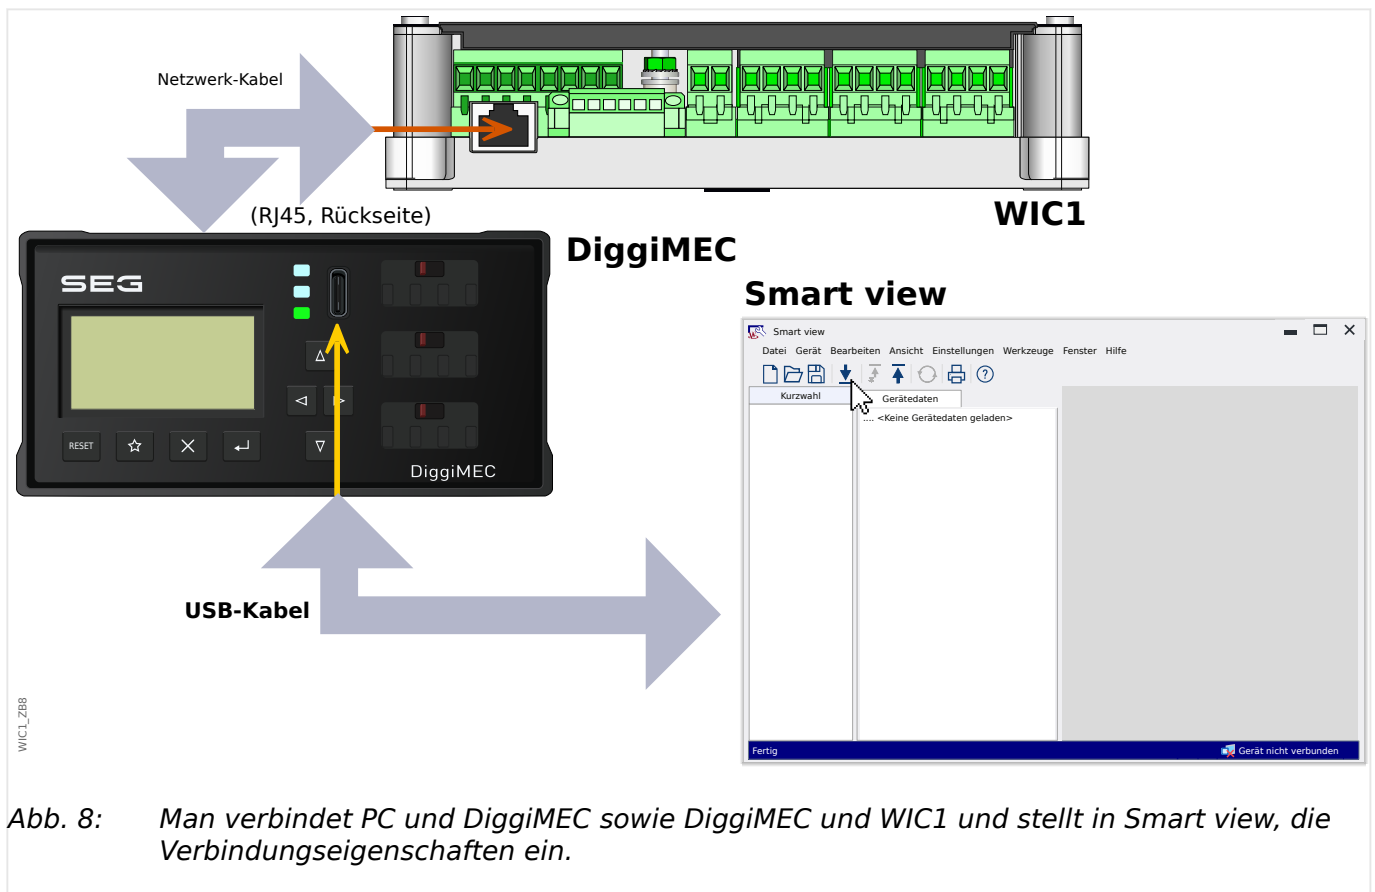 Netzwerk-Kabel
(RJ45, Rückseite)
WIC1
DiggiMEC
SEG
RESET
DiggiMEC
Smart view
Smart view
Datei Gerät Bearbeiten Ansicht Einstellungen Werkzeuge Fenster Hilfe
Kurzwahl
Gerätedaten
.... <Keine Gerätedaten geladen>
Fertig
Gerät nicht verbunden
USB-Kabel
WIC1_ZB8
Abb. 8: Man verbindet PC und DiggiMEC sowie DiggiMEC und WIC1 und stellt in Smart view, die
Verbindungseigenschaften ein.